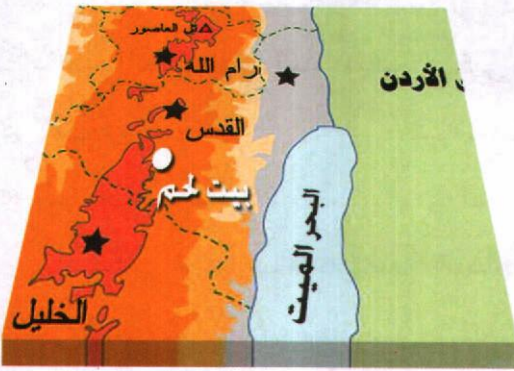 تل العاصور
رام الله
الأردن
القدس
بيت لحم
البحر الميت
الخليل